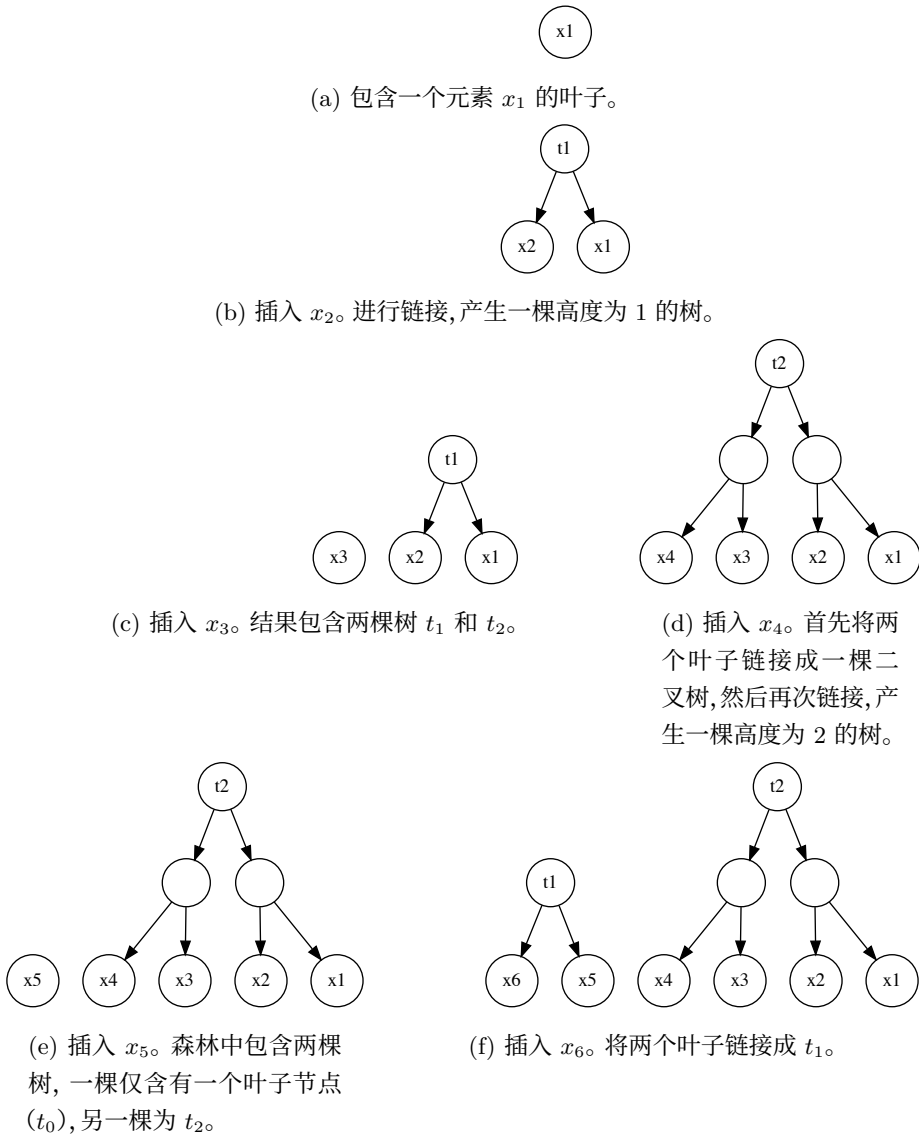 x1
(a) 包含一个元素 x₁ 的叶子。
t1
x2 x1
(b) 插入 x₂。进行链接,产生一棵高度为 1 的树。
t2
t1
x3 x2 x1 x4 x3 x2 x1
(c) 插入 x₃。结果包含两棵树 t₁ 和 t₂。
(d) 插入 x₄。首先将两
个叶子链接成一棵二
叉树,然后再次链接,产
生一棵高度为 2 的树。
t2 t2
t1
x5 x4 x3 x2 x1 x6 x5 x4 x3 x2 x1
(e) 插入 x₅。森林中包含两棵
树, 一棵仅含有一个叶子节点
(t₀),另一棵为 t₂。
(f) 插入 x₆。将两个叶子链接成 t₁。